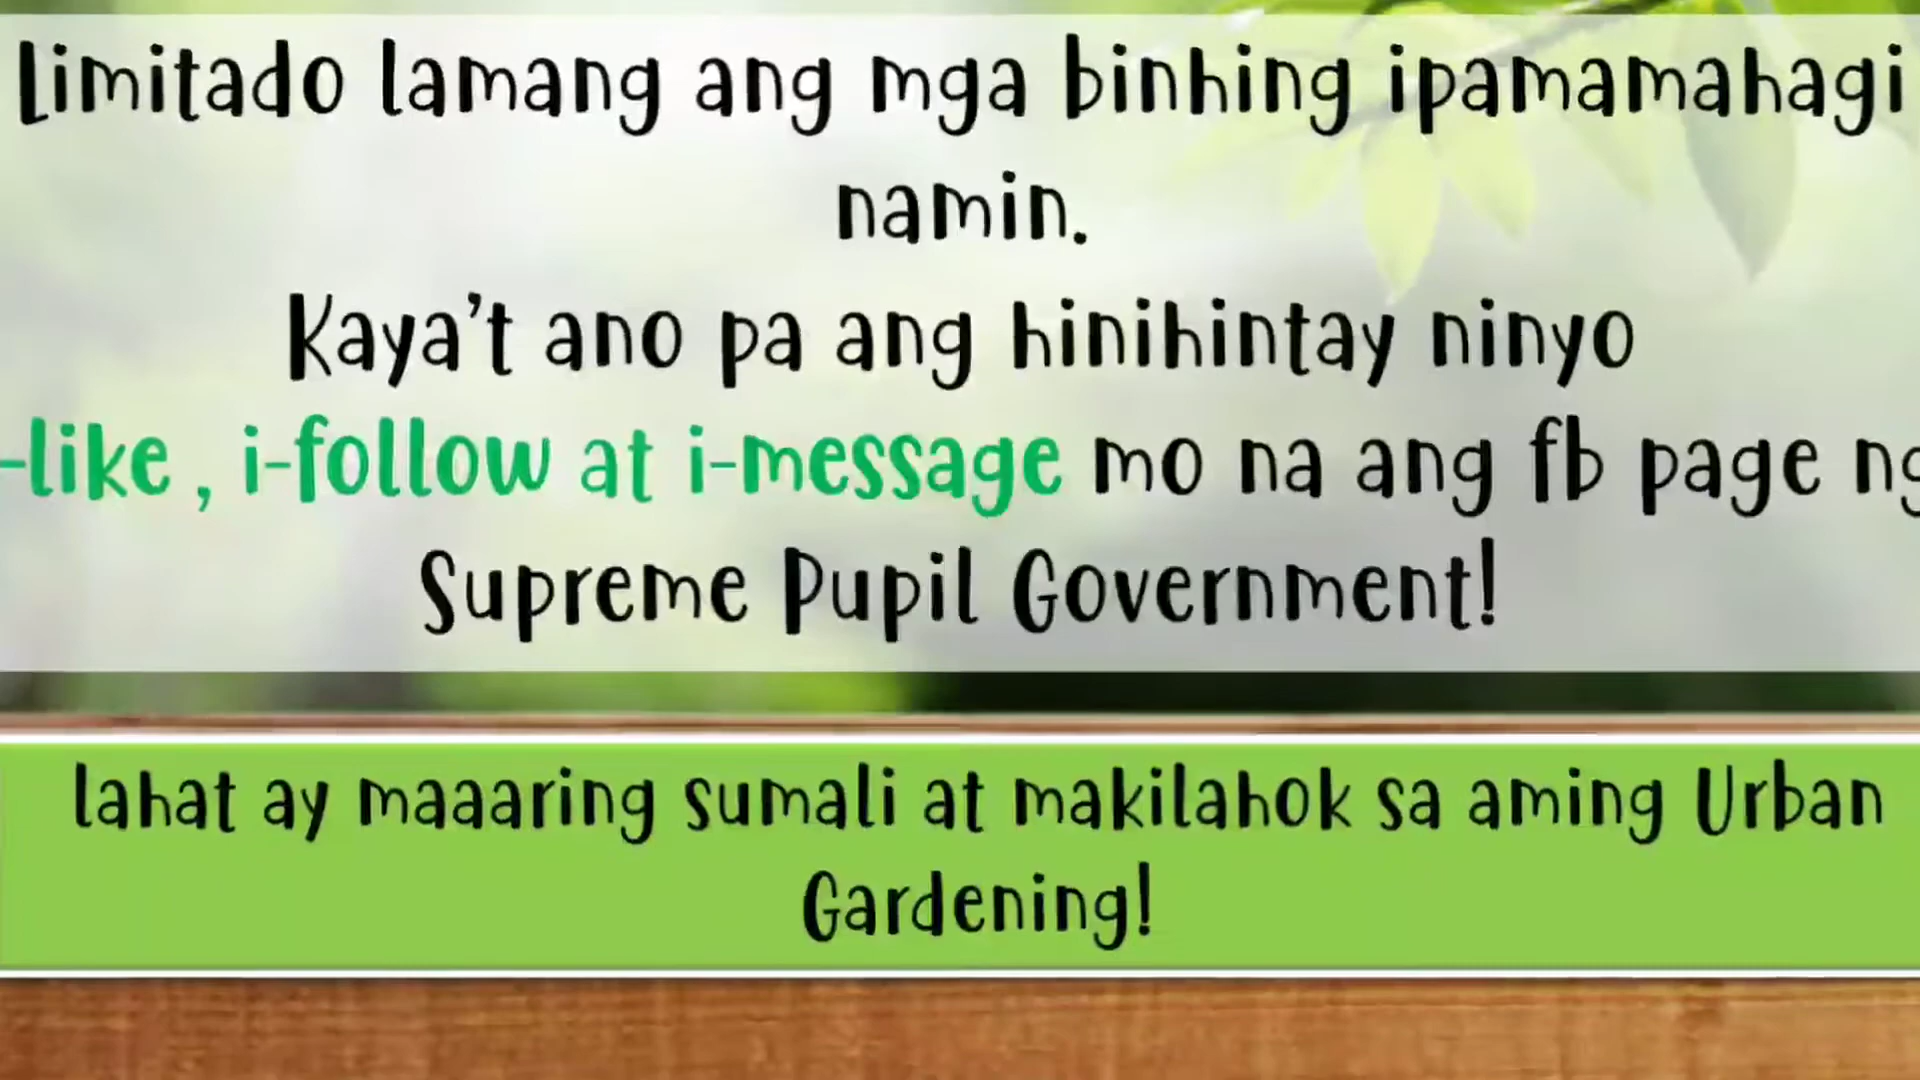 Limitado lamang ang mga binhing ipamamahagi
namin.
Kaya't ano pa ang hinihintay ninyo
-like , i-follow at i-message mo na ang fb page ng
Supreme Pupil Government!
lahat ay maaaring sumali at makilahok sa aming Urban
Gardening!